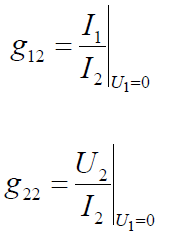 g₁₂ = I₁/I₂ |U₁=0
g₂₂ = U₂/I₂ |U₁=0